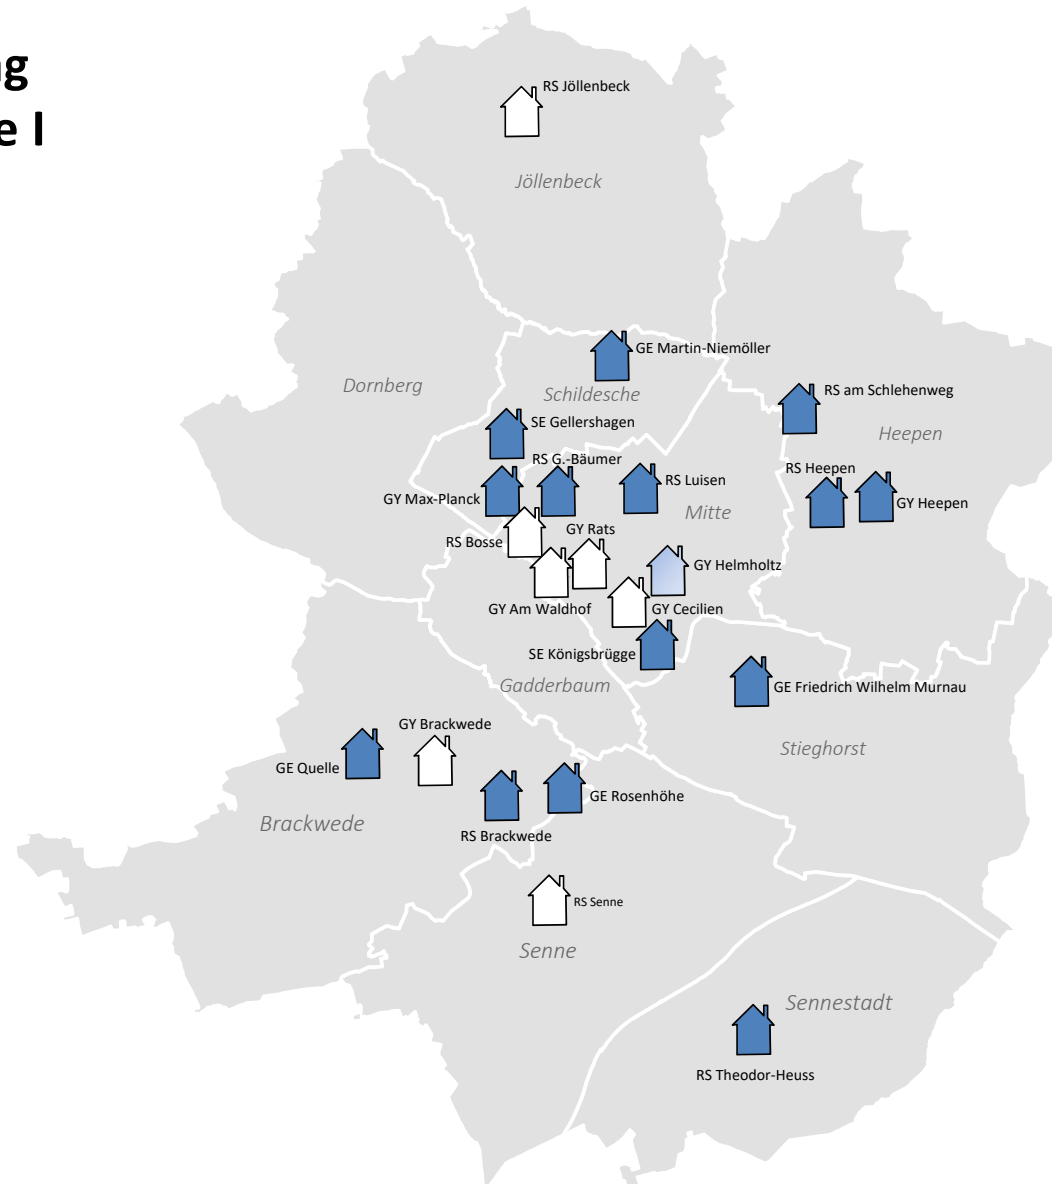 RS Jöllenbeck
Jöllenbeck
GE Martin-Niemöller
Dornberg
Schildesche
RS am Schlehenweg
SE Gellershagen
Heepen
RS G.-Bäumer
RS Luisen
RS Heepen
GY Max-Planck
GY Heepen
Mitte
GY Rats
RS Bosse
GY Helmholtz
GY Am Waldhof
GY Cecilien
SE Königsbrügge
Gadderbaum
GE Friedrich Wilhelm Murnau
GY Brackwede
Stieghorst
GE Quelle
GE Rosenhöhe
Brackwede
RS Brackwede
RS Senne
Senne
Sennestadt
RS Theodor-Heuss